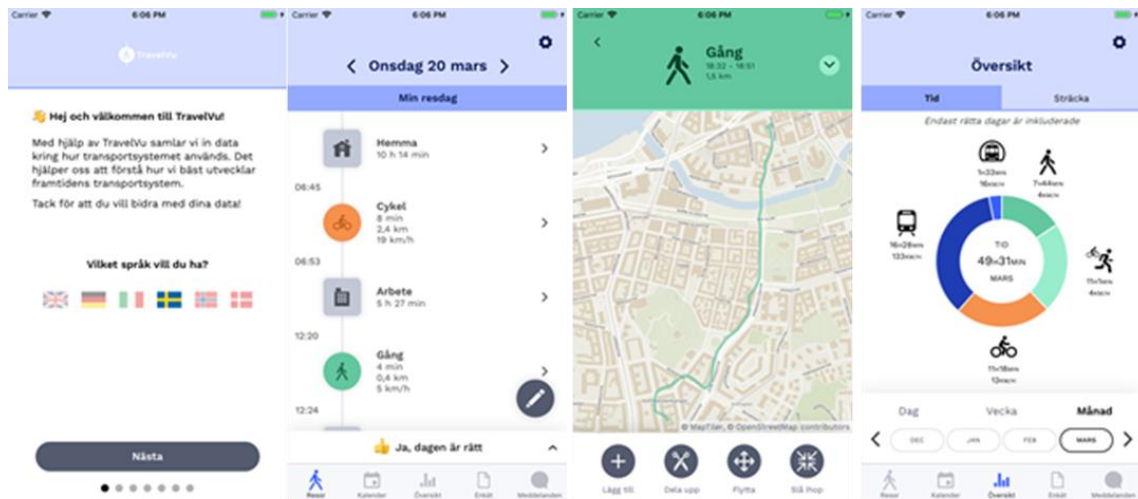 Carrier 6:06 PM
TravelVu
👋 Hej och välkommen till TravelVu!
Med hjälp av TravelVu samlar vi in data
kring hur transportsystemet används. Det
hjälper oss att förstå hur vi bäst utvecklar
framtidens transportsystem.
Tack för att du vill bidra med dina data!
Vilket språk vill du ha?
Nästa
Carrier 6:06 PM
Onsdag 20 mars
Min resdag
Hemma
10 h 14 min
06:45
Cykel
8 min
2,4 km
19 km/h
06:53
Arbete
5 h 27 min
12:20
Gång
4 min
0,4 km
5 km/h
12:24
👍 Ja, dagen är rätt
Resor Kalender Översikt Enkät Meddelanden
Carrier 6:06 PM
Gång
18:32 - 18:51
1,5 km
© MapTiler, © OpenStreetMap contributors
Lägg till Dela upp Flytta Slå ihop
Carrier 6:06 PM
Översikt
Tid Sträcka
Endast rätta dagar är inkluderade
TID
49H31MIN
MARS
Dag Vecka Månad
DEC JAN FEB MARS
Resor Kalender Översikt Enkät Meddelanden